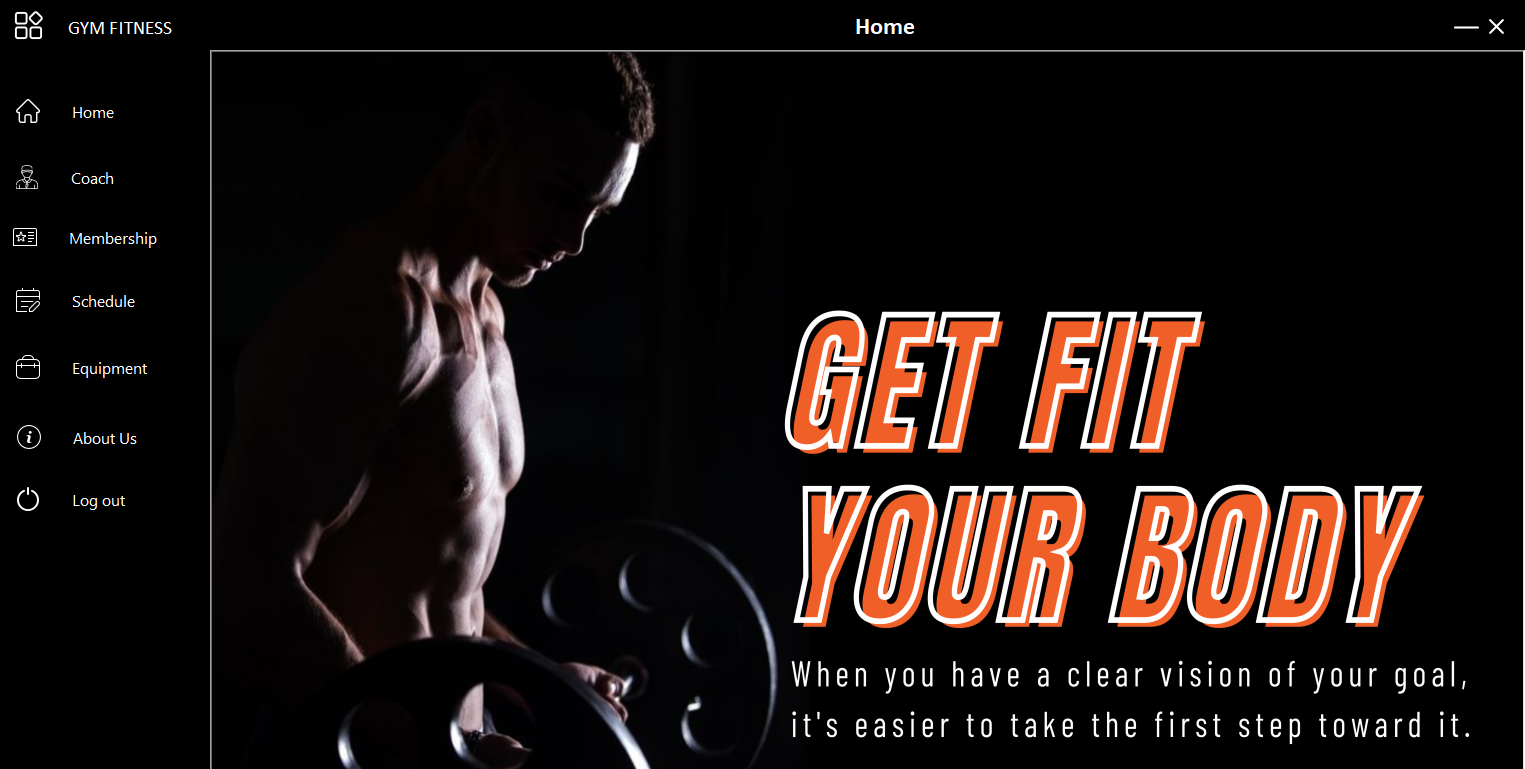 GYM FITNESS
Home
Home
Coach
Membership
Schedule
Equipment
About Us
Log out
GET FIT
YOUR BODY
When you have a clear vision of your goal,
it's easier to take the first step toward it.